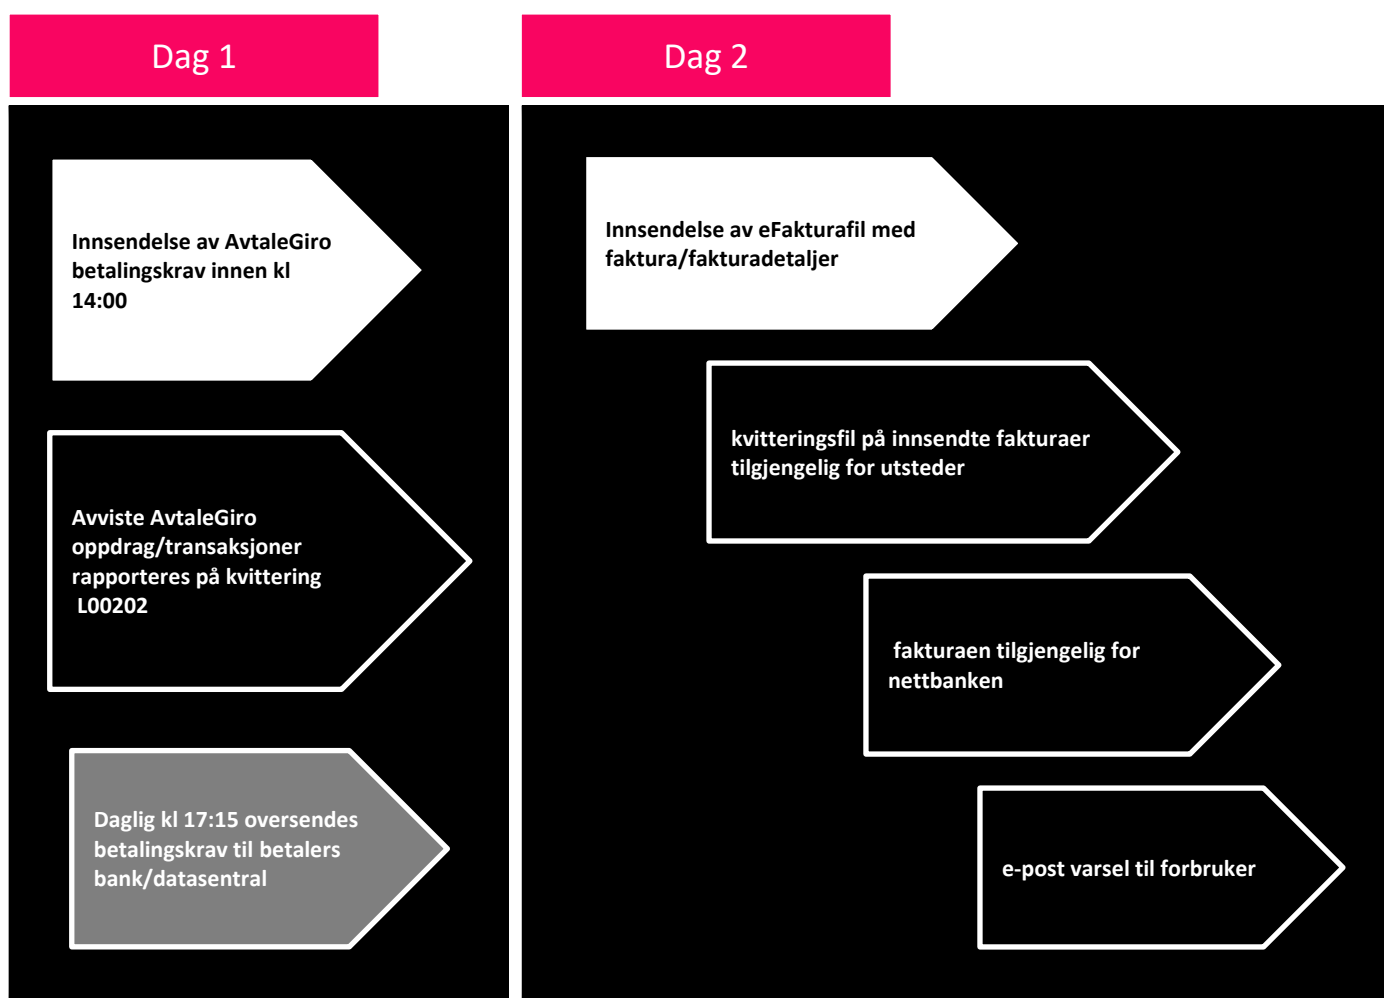 Dag 1
Innsendelse av AvtaleGiro
betalingskrav innen kl
14:00
Avviste AvtaleGiro
oppdrag/transaksjoner
rapporteres på kvittering
L00202
Daglig kl 17:15 oversendes
betalingskrav til betalers
bank/datasentral
Dag 2
Innsendelse av eFakturafil med
faktura/fakturadetaljer
kvitteringsfil på innsendte fakturaer
tilgjengelig for utsteder
fakturaen tilgjengelig for
nettbanken
e-post varsel til forbruker